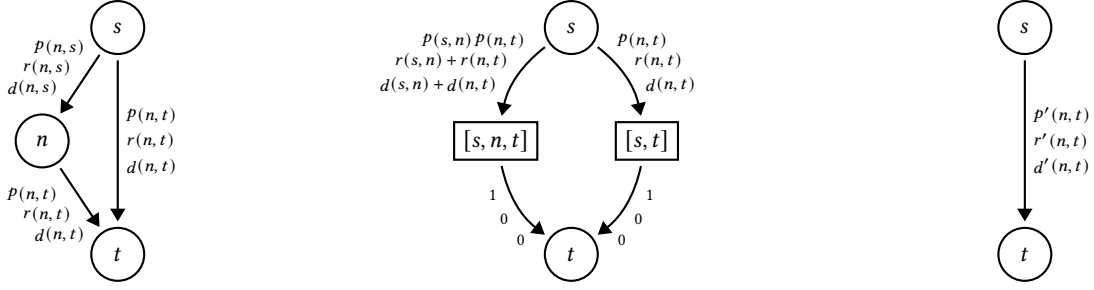 s
p(n, s)
r(n, s)
d(n, s)
p(n, t)
r(n, t)
d(n, t)
n
p(n, t)
r(n, t)
d(n, t)
t
s
p(s, n) p(n, t)
r(s, n) + r(n, t)
d(s, n) + d(n, t)
p(n, t)
r(n, t)
d(n, t)
[s, n, t]
[s, t]
1
0
0
1
0
0
t
s
p′(n, t)
r′(n, t)
d′(n, t)
t